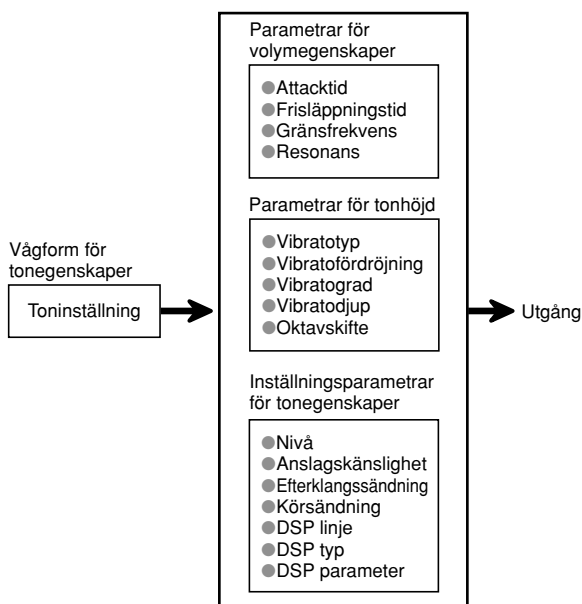 Vågform för
tonegenskaper
Toninställning
Parametrar för
volymegenskaper
Attacktid
Frisläppningstid
Gränsfrekvens
Resonans
Parametrar för tonhöjd
Vibratotyp
Vibratofördröjning
Vibratograd
Vibratodjup
Oktavskifte
Inställningsparametrar
för tonegenskaper
Nivå
Anslagskänslighet
Efterklangssändning
Körsändning
DSP linje
DSP typ
DSP parameter
Utgång